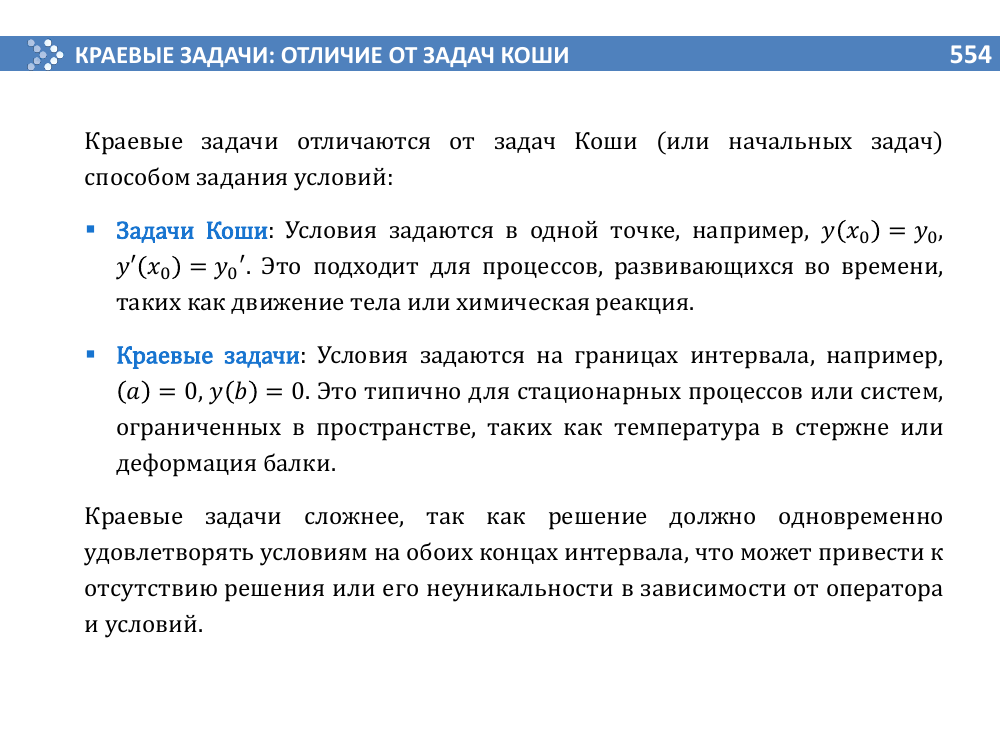 КРАЕВЫЕ ЗАДАЧИ: ОТЛИЧИЕ ОТ ЗАДАЧ КОШИ 554
Краевые задачи отличаются от задач Коши (или начальных задач)
способом задания условий:
▪ Задачи Коши: Условия задаются в одной точке, например, y(x₀) = y₀,
y′(x₀) = y₀′. Это подходит для процессов, развивающихся во времени,
таких как движение тела или химическая реакция.
▪ Краевые задачи: Условия задаются на границах интервала, например,
(a) = 0, y(b) = 0. Это типично для стационарных процессов или систем,
ограниченных в пространстве, таких как температура в стержне или
деформация балки.
Краевые задачи сложнее, так как решение должно одновременно
удовлетворять условиям на обоих концах интервала, что может привести к
отсутствию решения или его неуникальности в зависимости от оператора
и условий.